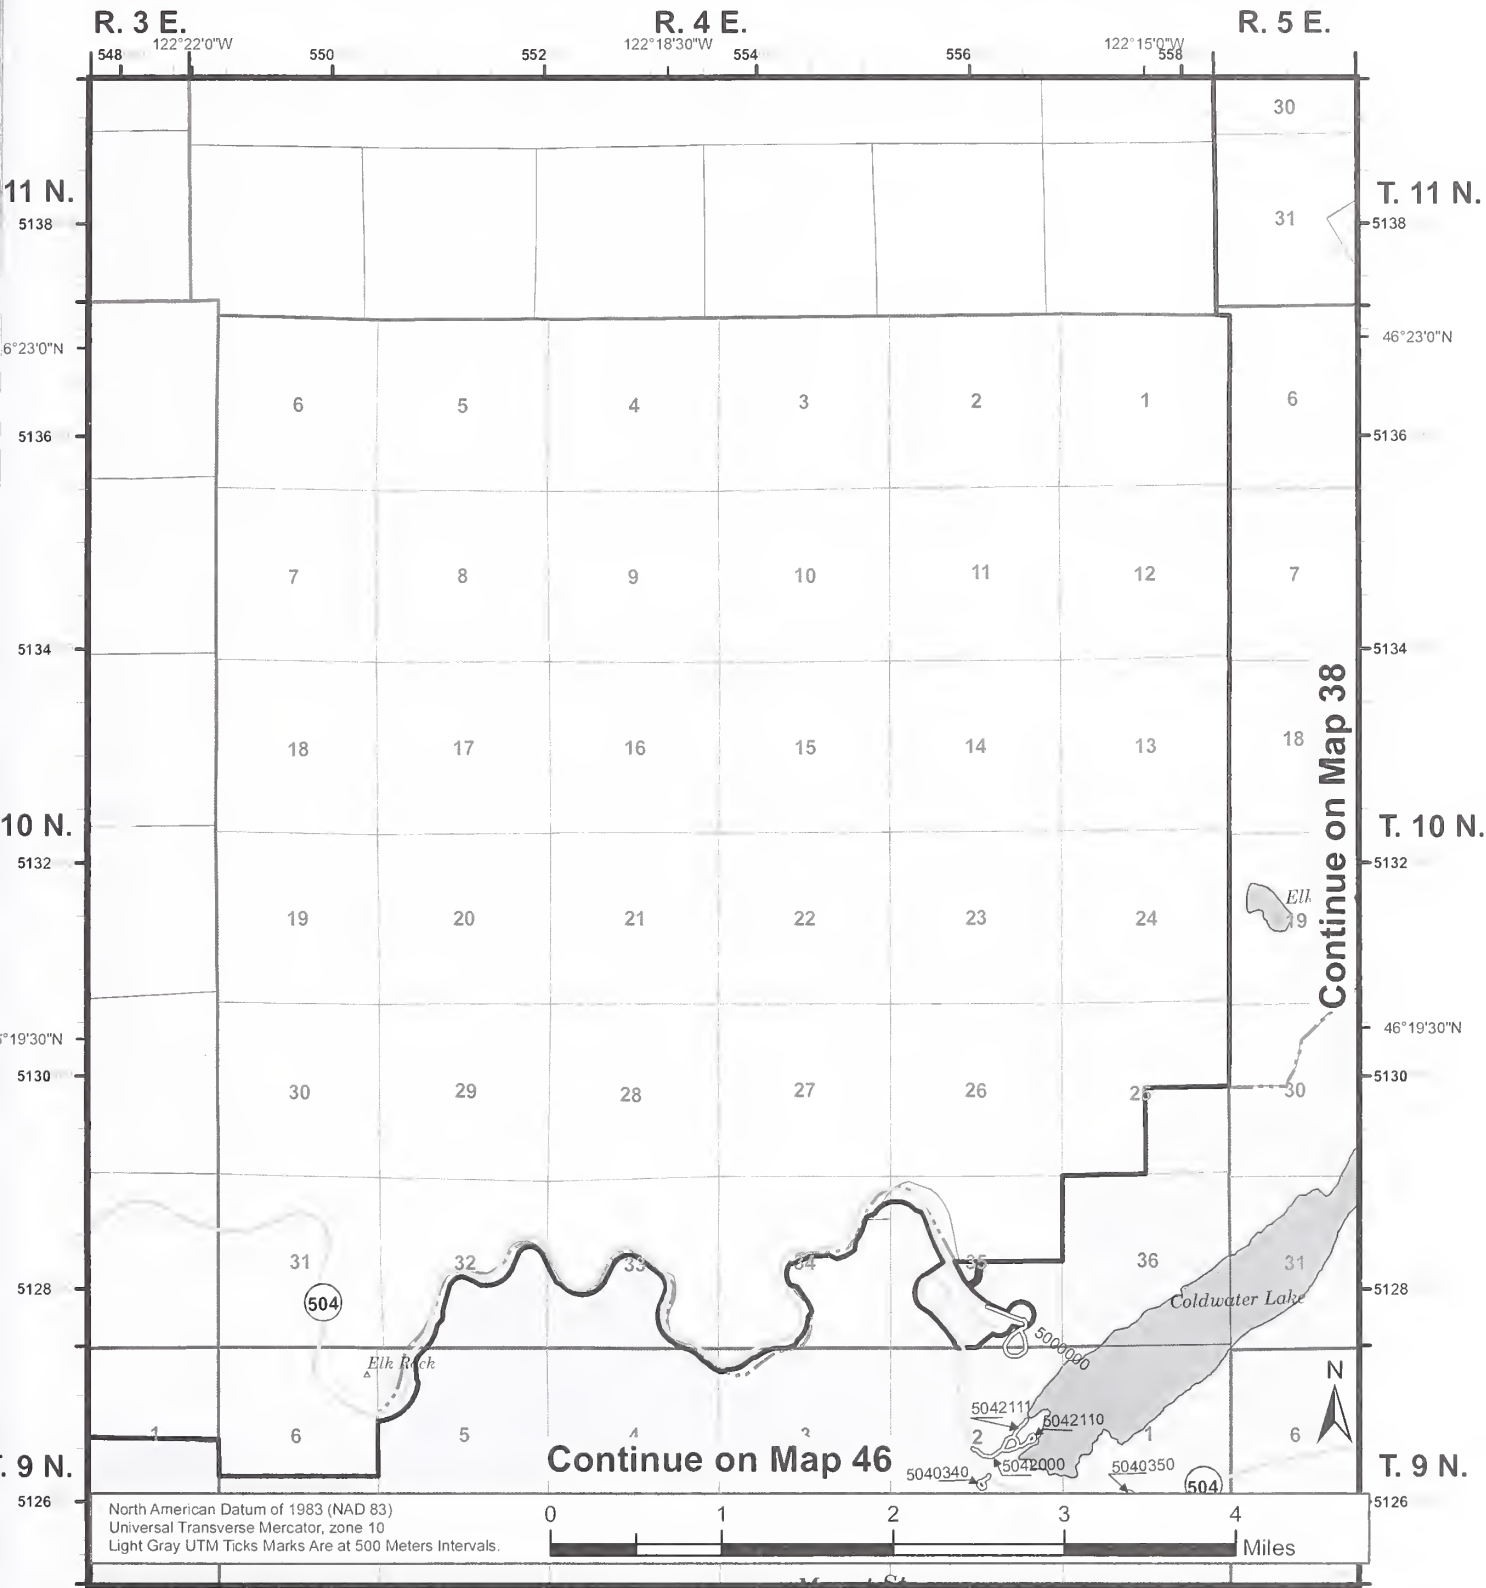 R. 3 E. R. 4 E. R. 5 E.
122°22'0"W 122°18'30"W 122°15'0"W
548 550 552 554 556 558
30
11 N. T. 11 N.
31
5138 5138
6°23'0"N 46°23'0"N
6 5 4 3 2 1 6
5136 5136
7 8 9 10 11 12 7
5134 5134
Continue on Map 38
18 17 16 15 14 13 18
10 N. T. 10 N.
5132 5132
Elk
19 20 21 22 23 24 19
°19'30"N 46°19'30"N
5130 5130
30 29 28 27 26 25 30
31 32 33 34 35 36 31
5128 5128
504
Coldwater Lake
5000000
Elk Rock
N
5042111
5042110
1 6 5 4 3 2 1 6
Continue on Map 46
5042000
5040340
5040350
504
. 9 N. T. 9 N.
5126 5126
North American Datum of 1983 (NAD 83)
Universal Transverse Mercator, zone 10
Light Gray UTM Ticks Marks Are at 500 Meters Intervals.
0 1 2 3 4
Miles